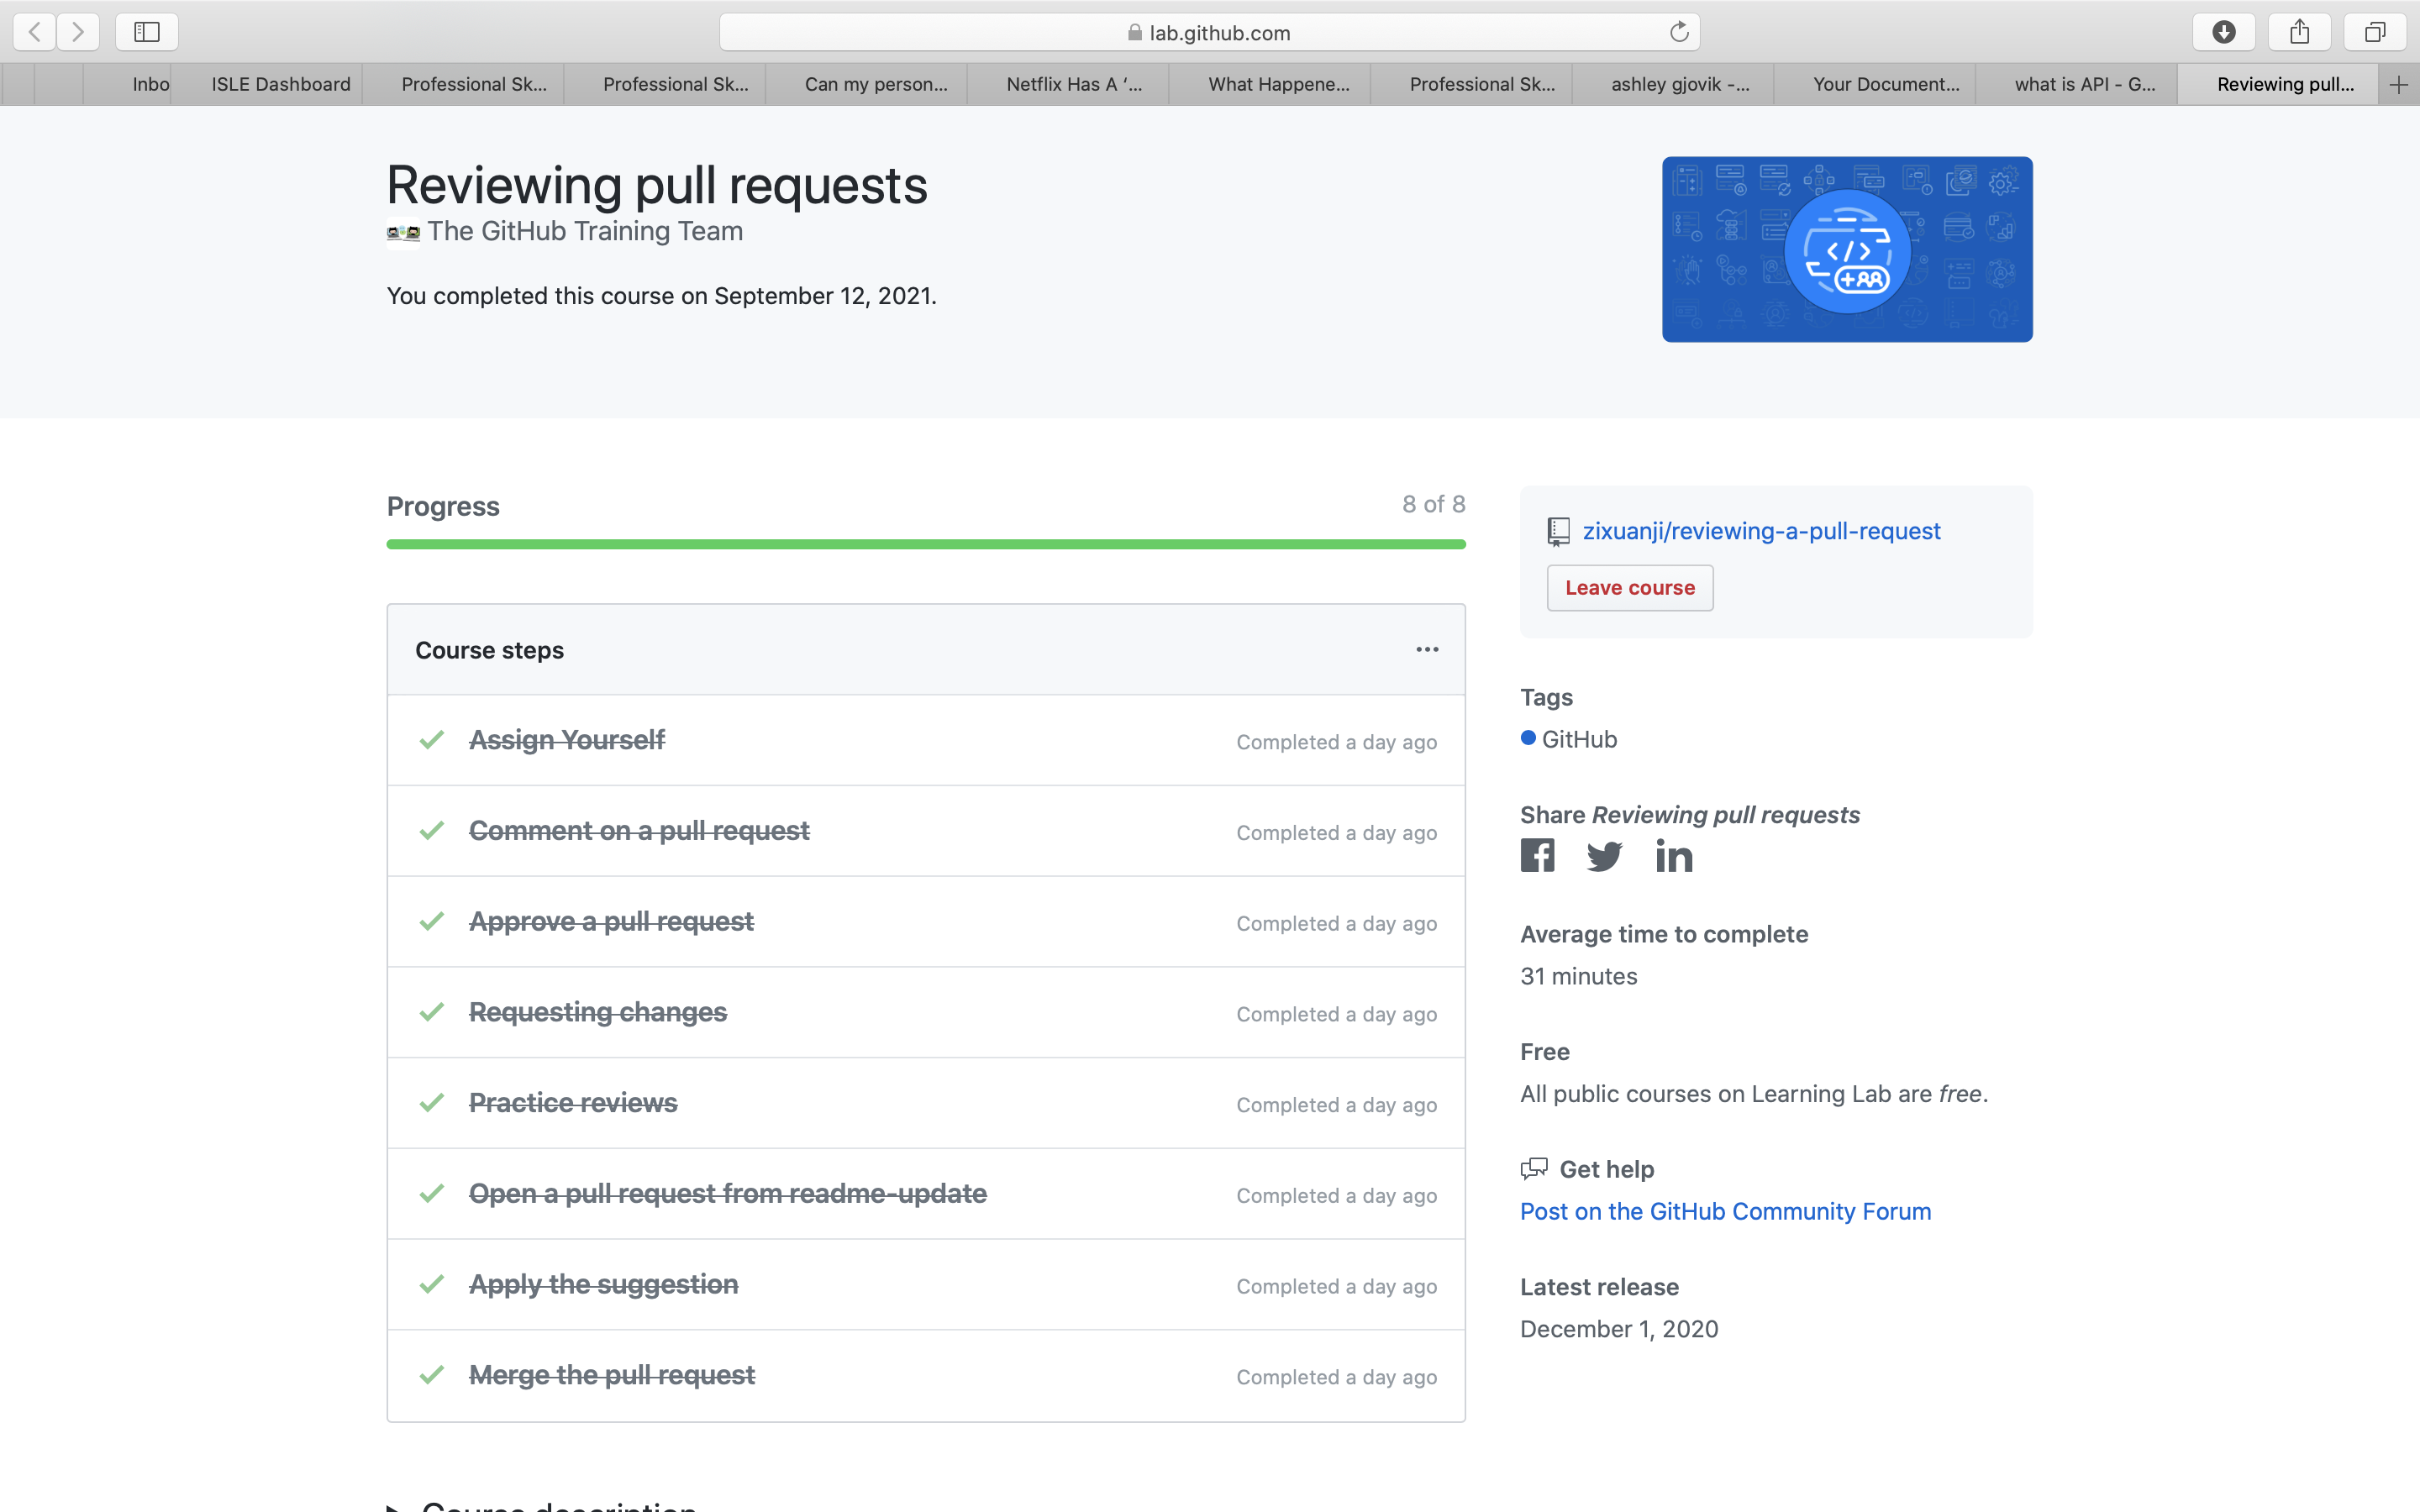 lab.github.com
Inbo
ISLE Dashboard
Professional Sk...
Professional Sk...
Can my person...
Netflix Has A ‘...
What Happene...
Professional Sk...
ashley gjovik -...
Your Document...
what is API - G...
Reviewing pull...
Reviewing pull requests
The GitHub Training Team
You completed this course on September 12, 2021.
Progress
8 of 8
Course steps
Assign Yourself
Completed a day ago
Comment on a pull request
Completed a day ago
Approve a pull request
Completed a day ago
Requesting changes
Completed a day ago
Practice reviews
Completed a day ago
Open a pull request from readme-update
Completed a day ago
Apply the suggestion
Completed a day ago
Merge the pull request
Completed a day ago
Course description
zixuanji/reviewing-a-pull-request
Leave course
Tags
GitHub
Share Reviewing pull requests
Average time to complete
31 minutes
Free
All public courses on Learning Lab are free.
Get help
Post on the GitHub Community Forum
Latest release
December 1, 2020